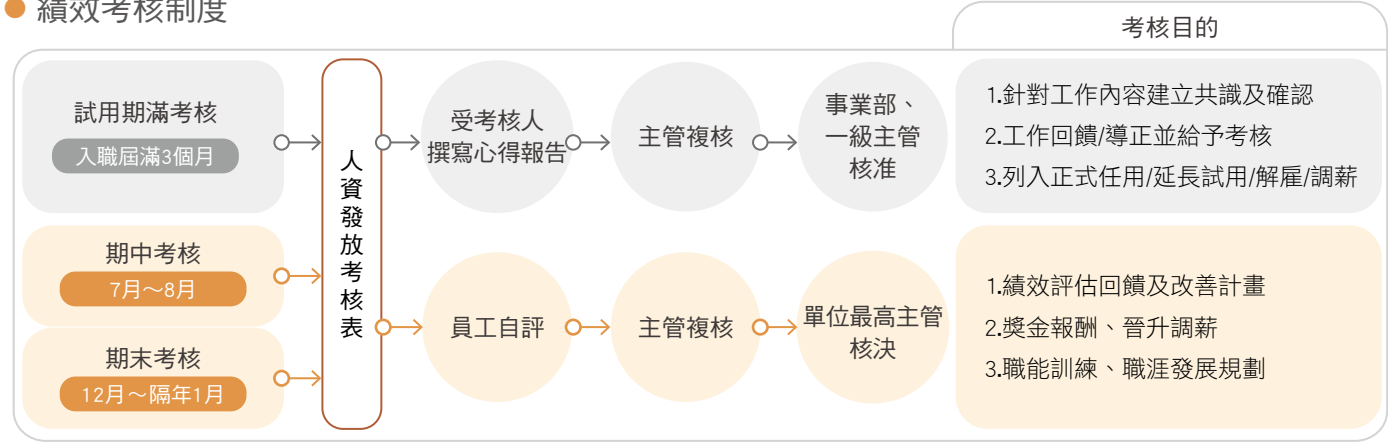 績效考核制度
考核目的
試用期滿考核
入職屆滿3個月
人資發放考核表
受考核人
撰寫心得報告
主管複核
事業部、
一級主管
核准
1.針對工作內容建立共識及確認
2.工作回饋/導正並給予考核
3.列入正式任用/延長試用/解雇/調薪
期中考核
7月～8月
期末考核
12月～隔年1月
員工自評
主管複核
單位最高主管
核決
1.績效評估回饋及改善計畫
2.獎金報酬、晉升調薪
3.職能訓練、職涯發展規劃